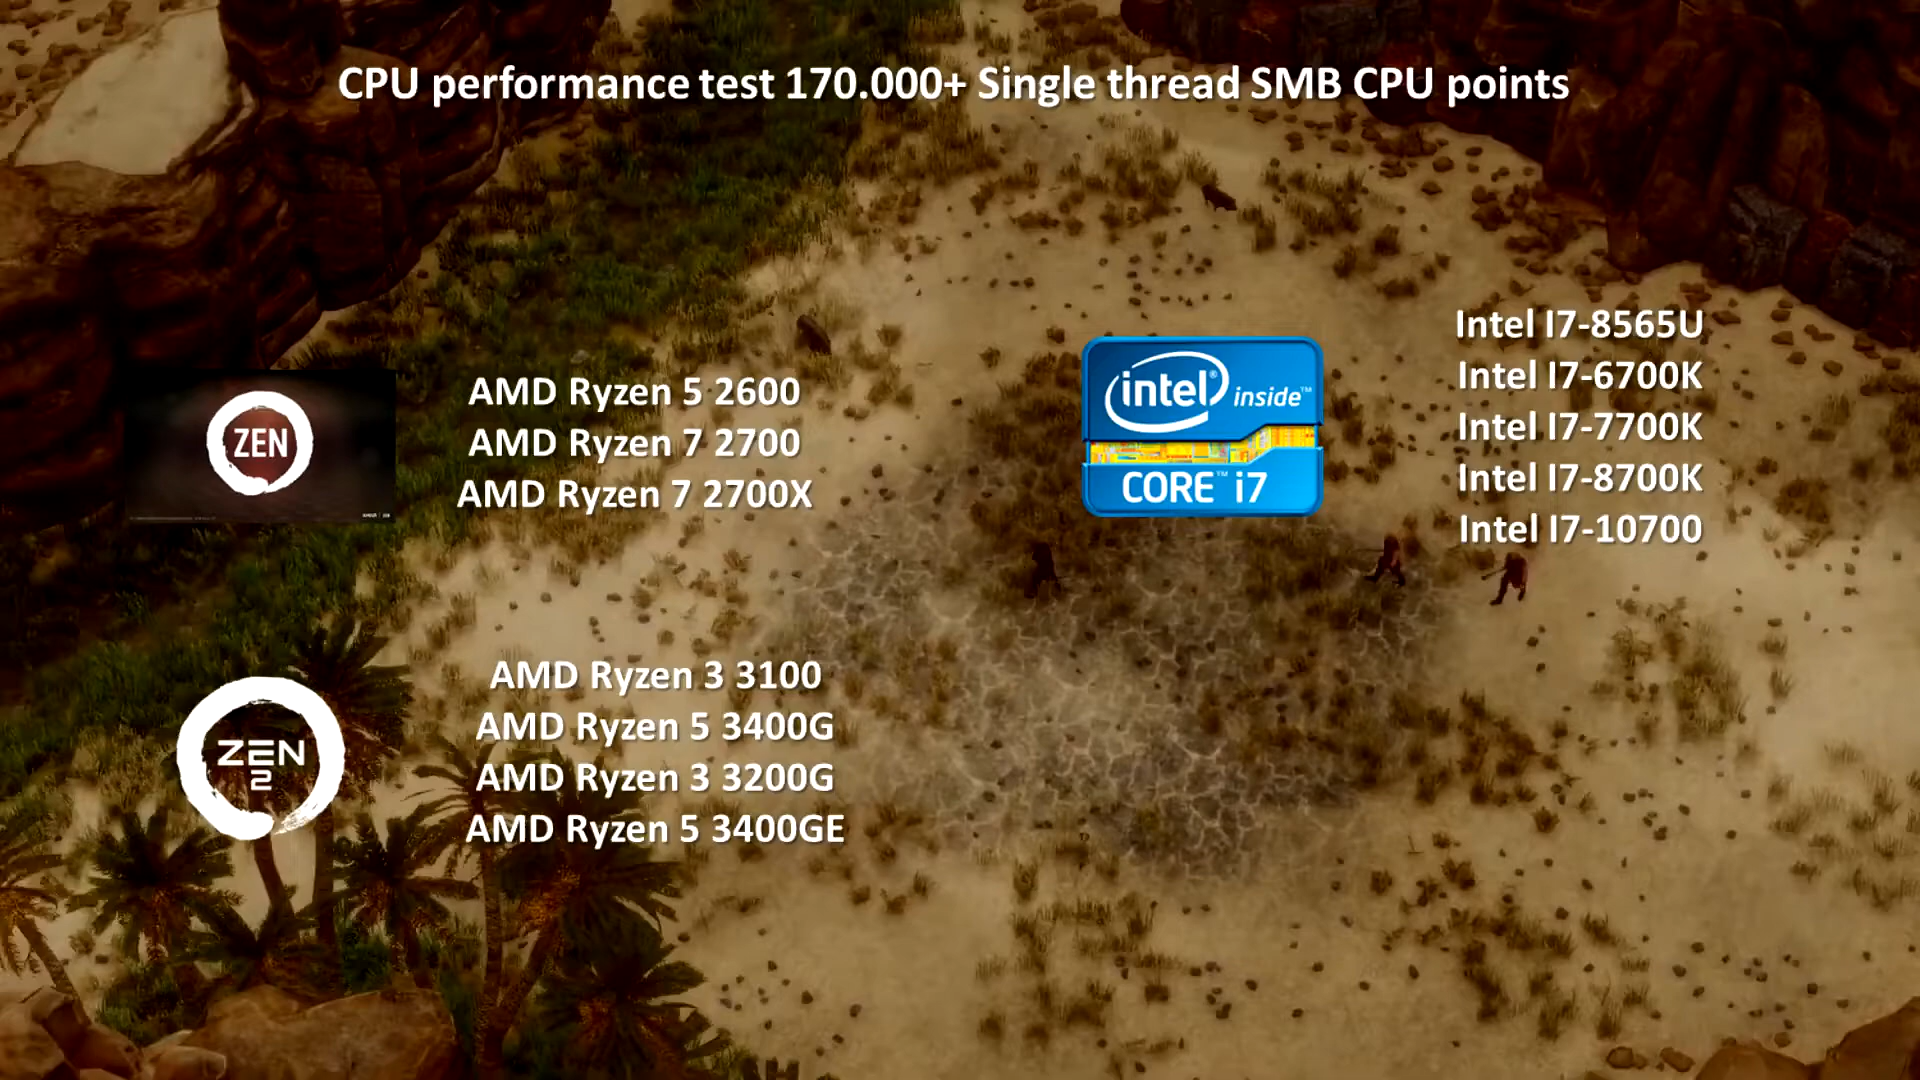 CPU performance test 170.000+ Single thread SMB CPU points
ZEN
AMD Ryzen 5 2600
AMD Ryzen 7 2700
AMD Ryzen 7 2700X
intel® inside™
CORE™ i7
Intel I7-8565U
Intel I7-6700K
Intel I7-7700K
Intel I7-8700K
Intel I7-10700
ZEN
2
AMD Ryzen 3 3100
AMD Ryzen 5 3400G
AMD Ryzen 3 3200G
AMD Ryzen 5 3400GE